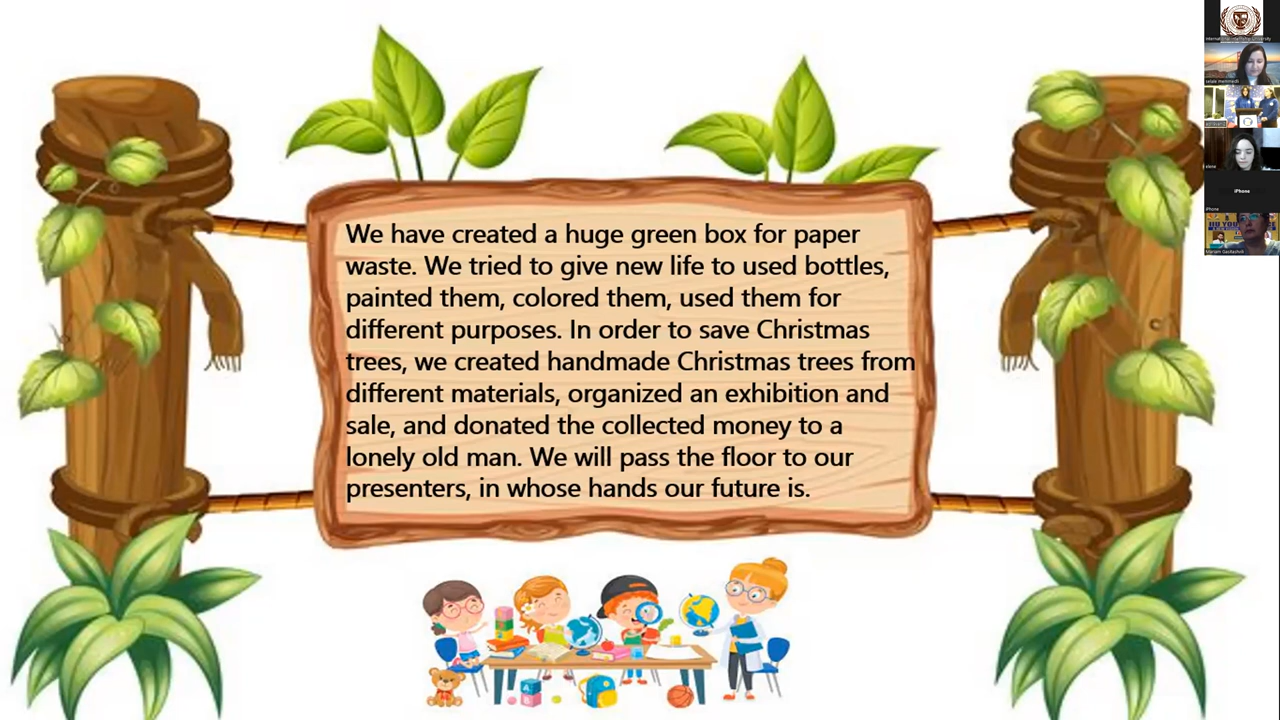 We have created a huge green box for paper
waste. We tried to give new life to used bottles,
painted them, colored them, used them for
different purposes. In order to save Christmas
trees, we created handmade Christmas trees from
different materials, organized an exhibition and
sale, and donated the collected money to a
lonely old man. We will pass the floor to our
presenters, in whose hands our future is.
iPhone
iPhone